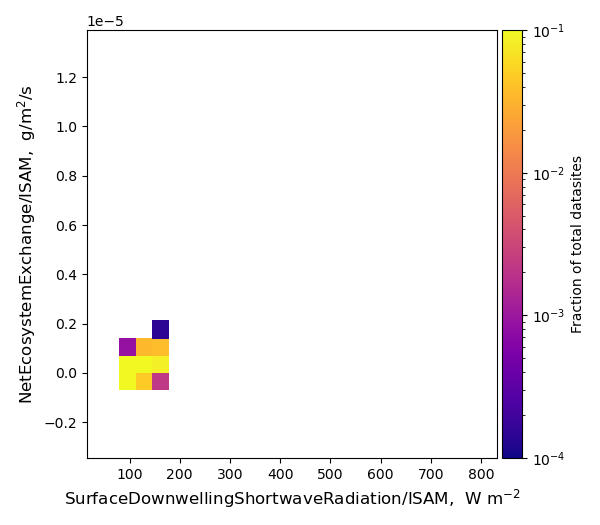 1e−5
1.2
1.0
0.8
0.6
0.4
0.2
0.0
−0.2
NetEcosystemExchange/ISAM, g/m²/s
100 200 300 400 500 600 700 800
SurfaceDownwellingShortwaveRadiation/ISAM, W m⁻²
10⁻¹
10⁻²
10⁻³
10⁻⁴
Fraction of total datasites